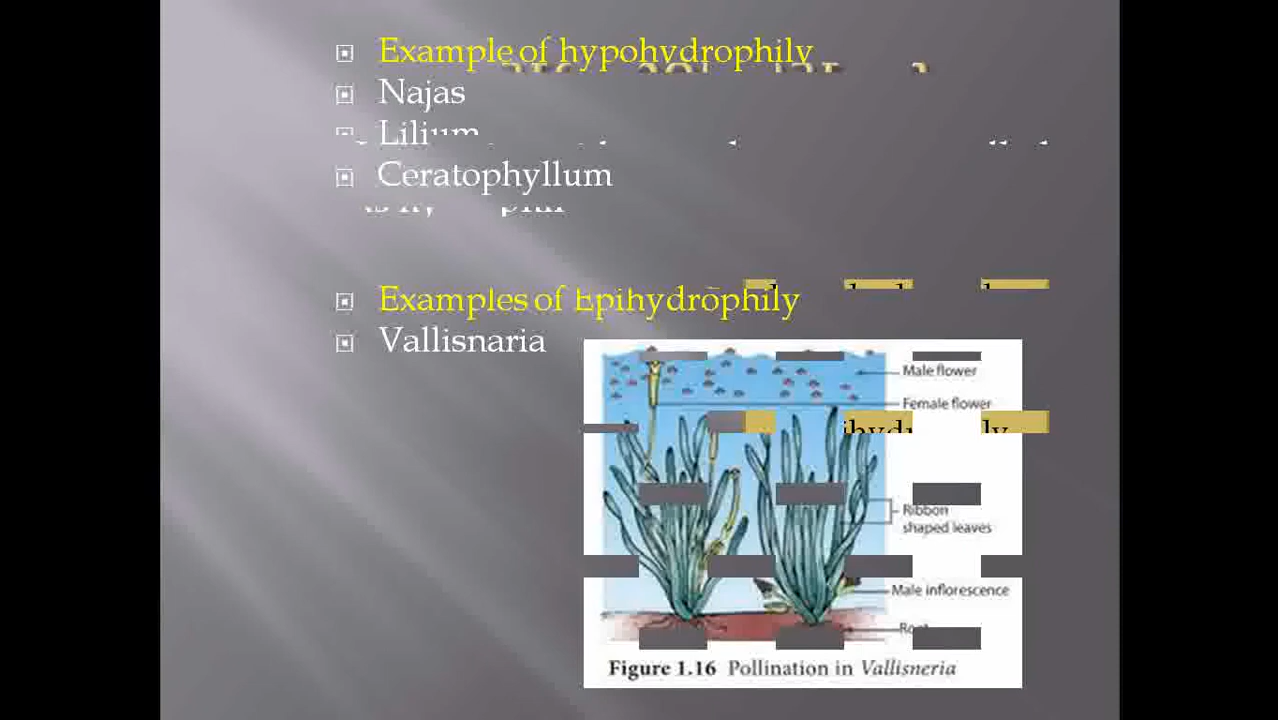 Example of hypohydrophily
Najas
Lilium
Ceratophyllum
Examples of Epihydrophily
Vallisnaria
Male flower
Female flower
Ribbon
shaped leaves
Male inflorescence
Root
Figure 1.16 Pollination in Vallisneria